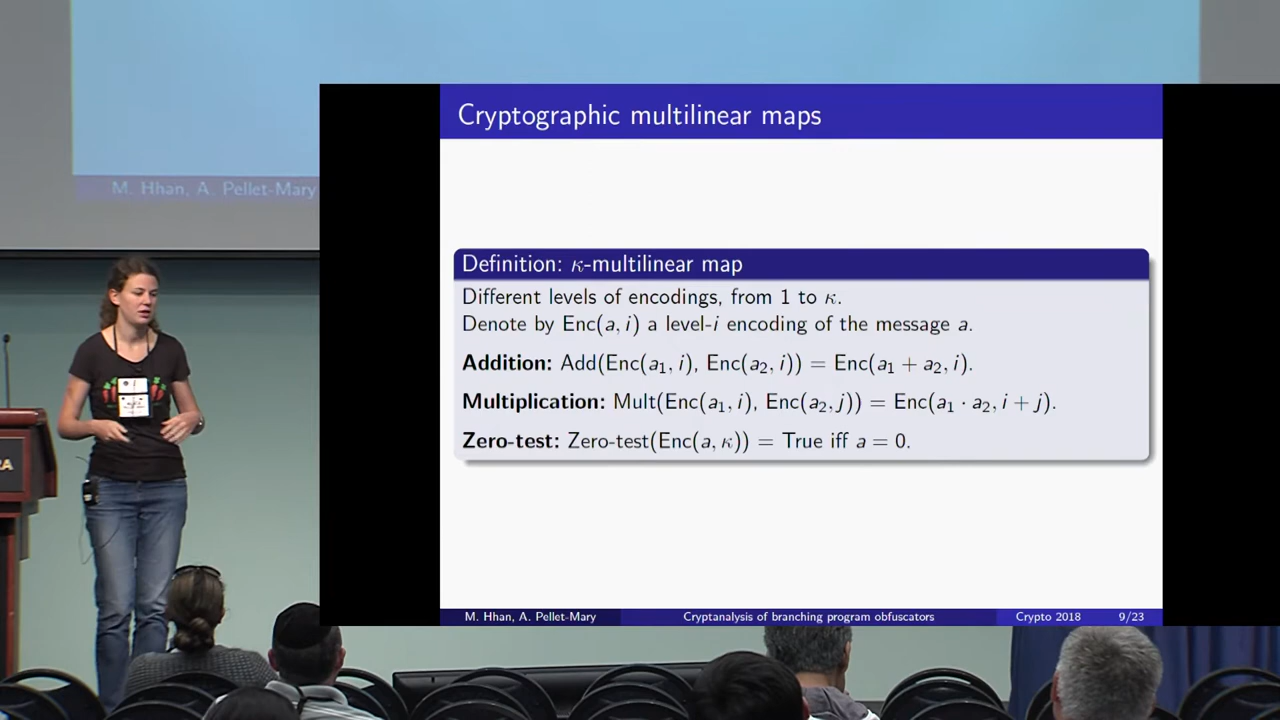 M. Hhan, A. Pellet-Mary
Cryptographic multilinear maps
Definition: κ-multilinear map
Different levels of encodings, from 1 to κ.
Denote by Enc(a, i) a level-i encoding of the message a.
Addition: Add(Enc(a₁, i), Enc(a₂, i)) = Enc(a₁ + a₂, i).
Multiplication: Mult(Enc(a₁, i), Enc(a₂, j)) = Enc(a₁ · a₂, i + j).
Zero-test: Zero-test(Enc(a, κ)) = True iff a = 0.
M. Hhan, A. Pellet-Mary Cryptanalysis of branching program obfuscators Crypto 2018 9/23